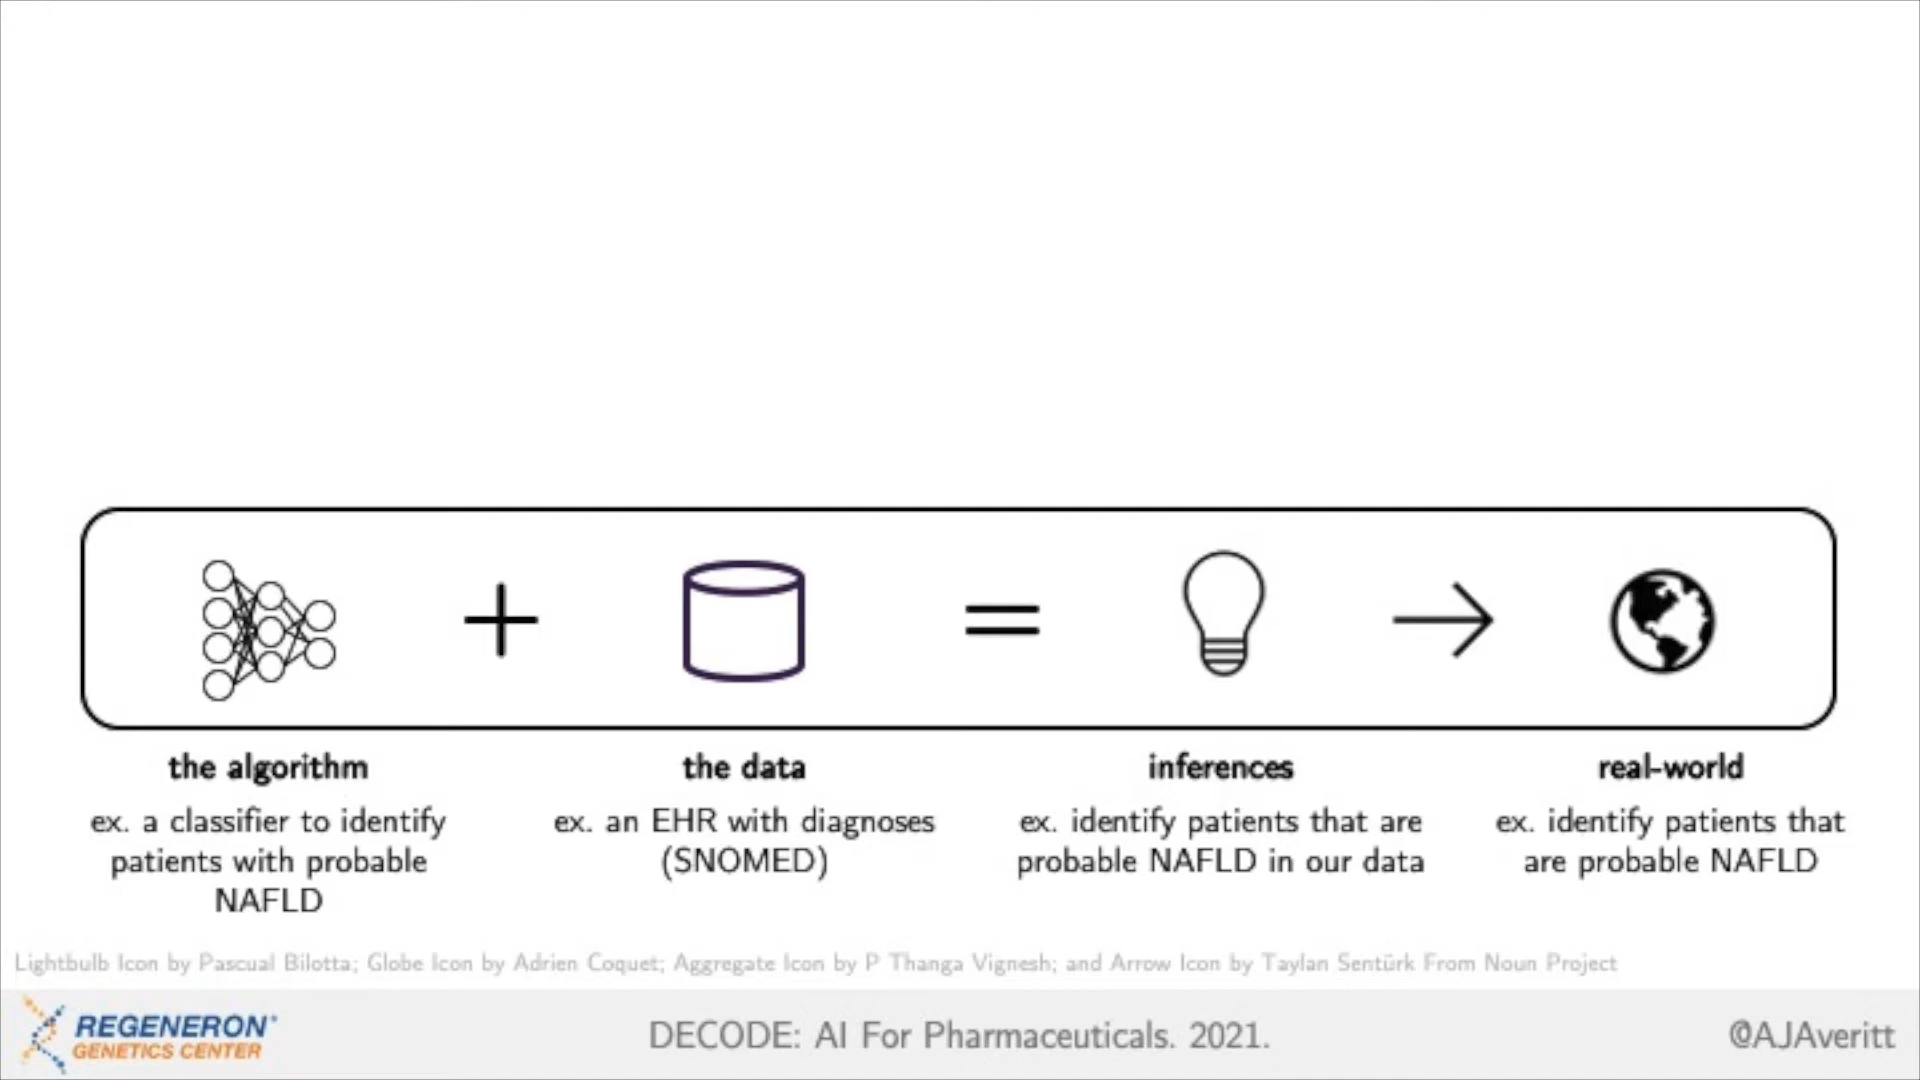 the algorithm
ex. a classifier to identify
patients with probable
NAFLD
the data
ex. an EHR with diagnoses
(SNOMED)
inferences
ex. identify patients that are
probable NAFLD in our data
real-world
ex. identify patients that
are probable NAFLD
Lightbulb Icon by Pascual Bilotta; Globe Icon by Adrien Coquet; Aggregate Icon by P Thanga Vignesh; and Arrow Icon by Taylan Sentürk From Noun Project
REGENERON®
GENETICS CENTER
DECODE: AI For Pharmaceuticals. 2021.
@AJAveritt